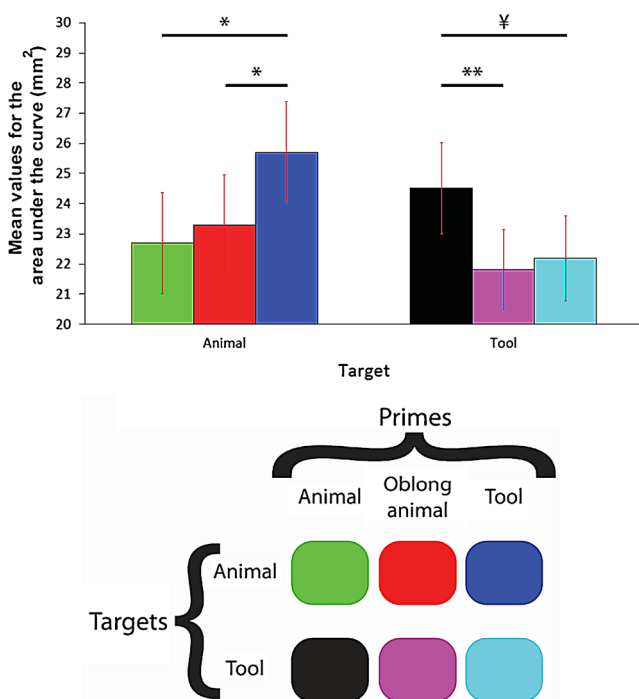 Mean values for the
area under the curve (mm²)
30
29
28
27
26
25
24
23
22
21
20
*
*
¥
**
Animal
Tool
Target
Primes
Animal
Oblong
animal
Tool
Targets
Animal
Tool